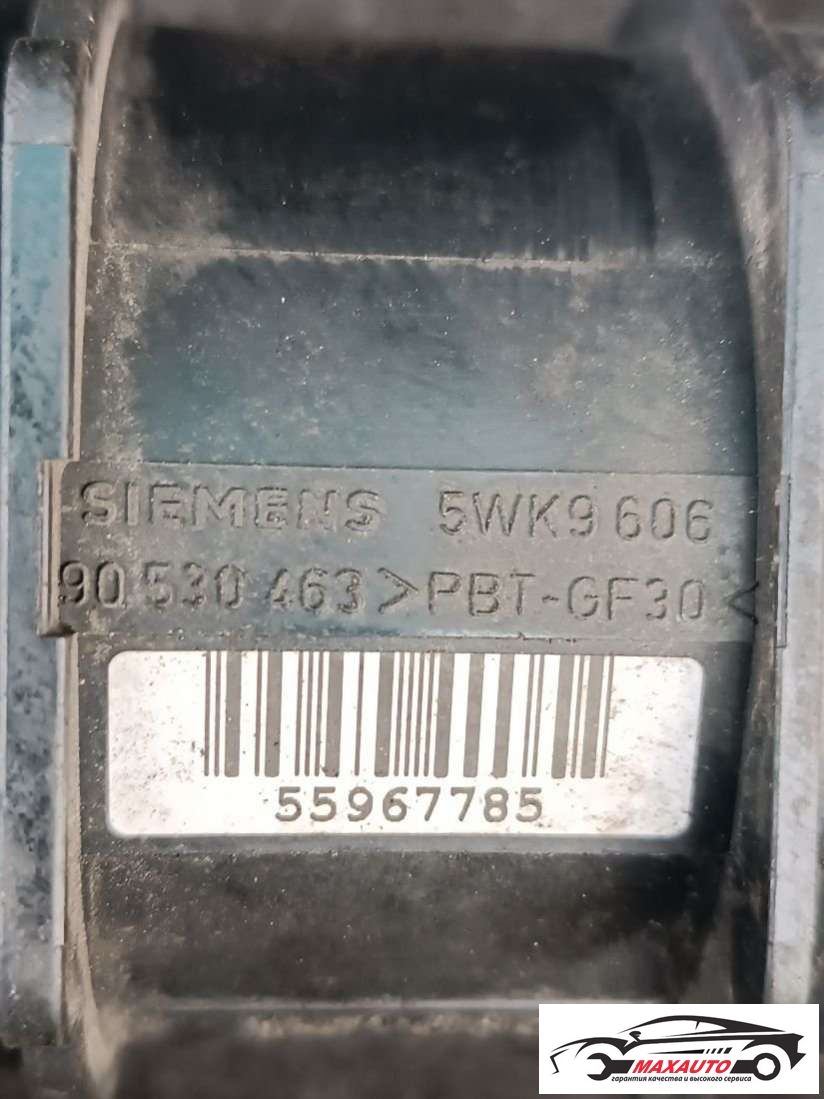 SIEMENS 5WK9 606
90 530 463 >PBT-GF30<
55967785
MAXAUTO
гарантия качества и высокого сервиса